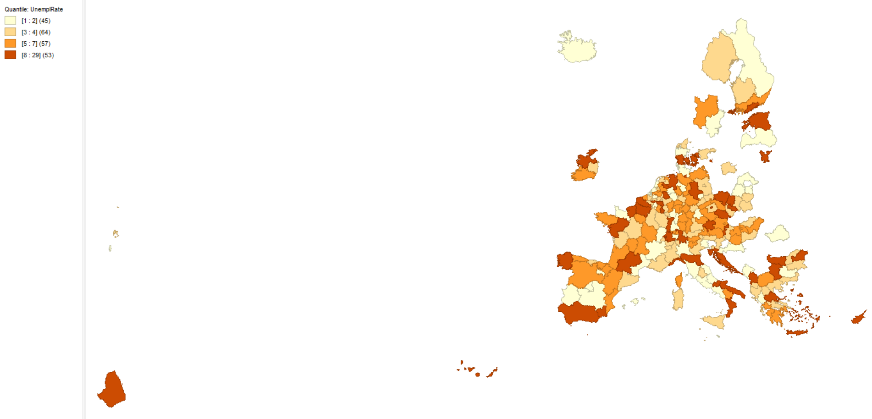 Quantile: UnemplRate
[1 : 2] (45)
[3 : 4] (64)
[5 : 7] (57)
[8 : 29] (53)